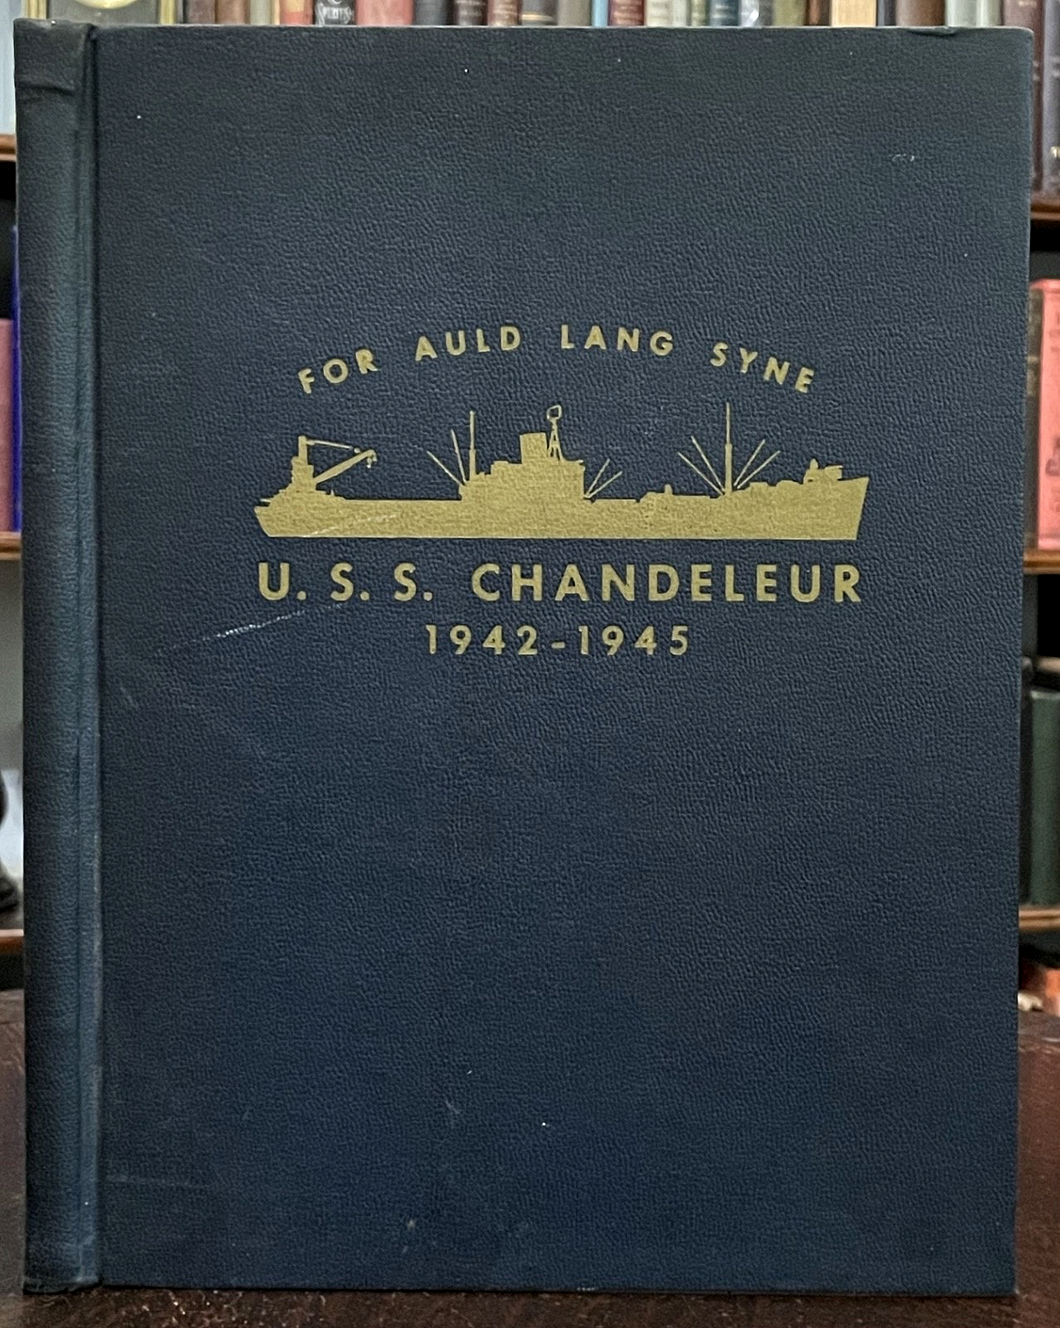 FOR AULD LANG SYNE
U. S. S. CHANDELEUR
1942-1945